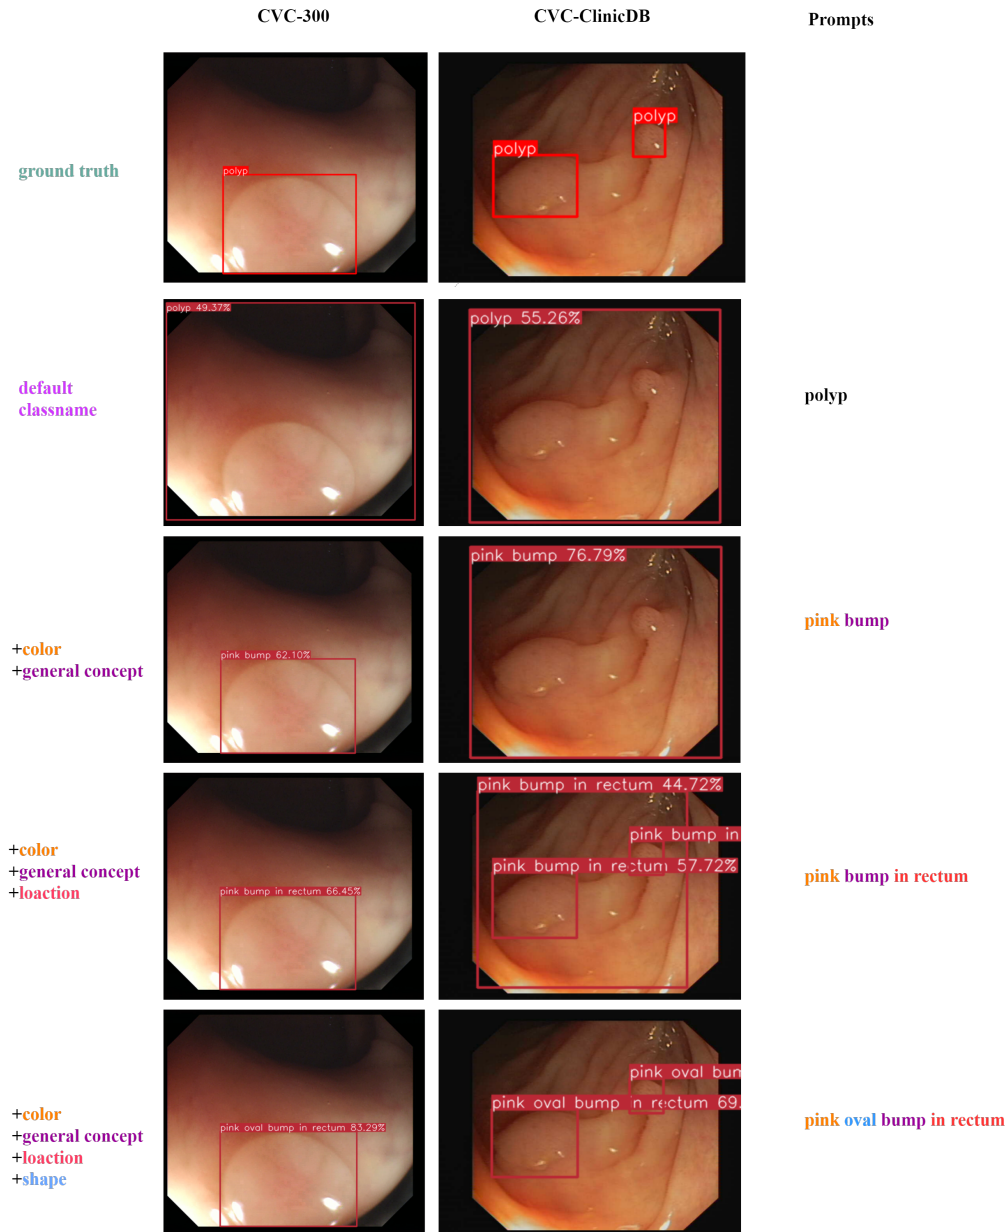 CVC-300
CVC-ClinicDB
Prompts
ground truth
polyp
polyp
polyp
default
classname
polyp 49.37%
polyp 55.26%
polyp
+color
+general concept
pink bump 62.10%
pink bump 76.79%
pink bump
+color
+general concept
+loaction
pink bump in rectum 66.45%
pink bump in rectum 44.72%
pink bump in
pink bump in rectum 57.72%
pink bump in rectum
+color
+general concept
+loaction
+shape
pink oval bump in rectum 83.29%
pink oval bum
pink oval bump in rectum 69.
pink oval bump in rectum